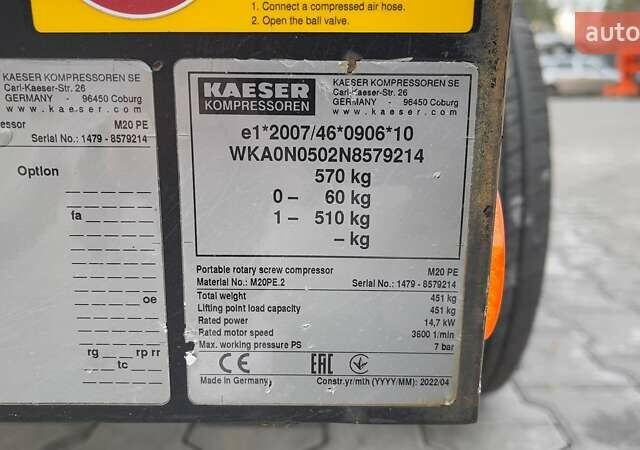 1. Connect a compressed air hose.
2. Open the ball valve.
auto
KAESER KOMPRESSOREN SE
Carl-Kaeser-Str. 26
GERMANY - 96450 Coburg
www.kaeser.com
M20 PE
Serial No.: 1479 - 8579214
Option
fa
oe
rg rp rr
tc
KAESER
KOMPRESSOREN
KAESER KOMPRESSOREN SE
Carl-Kaeser-Str. 26
GERMANY - 96450 Coburg
www.kaeser.com
e1*2007/46*0906*10
WKA0N0502N8579214
570 kg
0 – 60 kg
1 – 510 kg
– kg
Portable rotary screw compressor M20 PE
Material No.: M20PE.2 Serial No.: 1479 - 8579214
Total weight 451 kg
Lifting point load capacity 451 kg
Rated power 14,7 kW
Rated motor speed 3600 1/min
Max. working pressure PS 7 bar
CE EAC
Made in Germany Constr.yr/mth (YYYY/MM): 2022/04